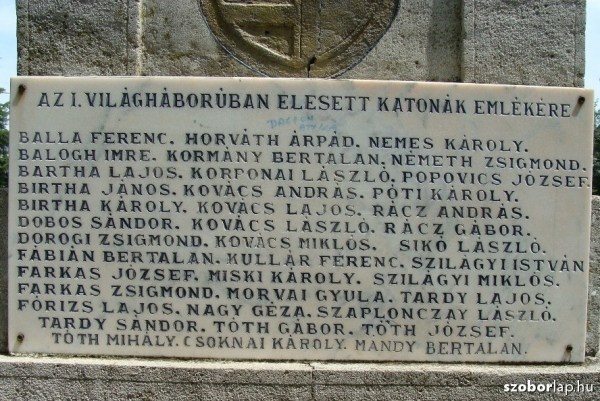 AZ I. VILÁGHÁBORÚBAN ELESETT KATONÁK EMLÉKÉRE
BALLA FERENC. HORVÁTH ÁRPÁD. NEMES KÁROLY.
BALOGH IMRE. KORMÁNY BERTALAN. NÉMETH ZSIGMOND.
BARTHA LAJOS. KORPONAI LÁSZLÓ. POPOVICS JÓZSEF
BIRTHA JÁNOS. KOVÁCS ANDRÁS. PÓTI KÁROLY.
BIRTHA KÁROLY. KOVÁCS LAJOS. RÁCZ ANDRÁS.
DOBOS SÁNDOR. KOVÁCS LÁSZLÓ. RÁCZ GÁBOR.
DOROGI ZSIGMOND. KOVÁCS MIKLÓS. SIKÓ LÁSZLÓ.
FÁBIÁN BERTALAN. KULLÁR FERENC. SZILÁGYI ISTVÁN
FARKAS JÓZSEF. MISKI KÁROLY. SZILÁGYI MIKLÓS.
FARKAS ZSIGMOND. MORVAI GYULA. TARDY LAJOS.
FÓRIZS LAJOS. NAGY GÉZA. SZAPLONCZAY LÁSZLÓ.
TARDY SÁNDOR. TÓTH GÁBOR. TÓTH JÓZSEF.
TÓTH MIHÁLY. CSOKNAI KÁROLY. MANDY BERTALAN.
szoborlap.hu